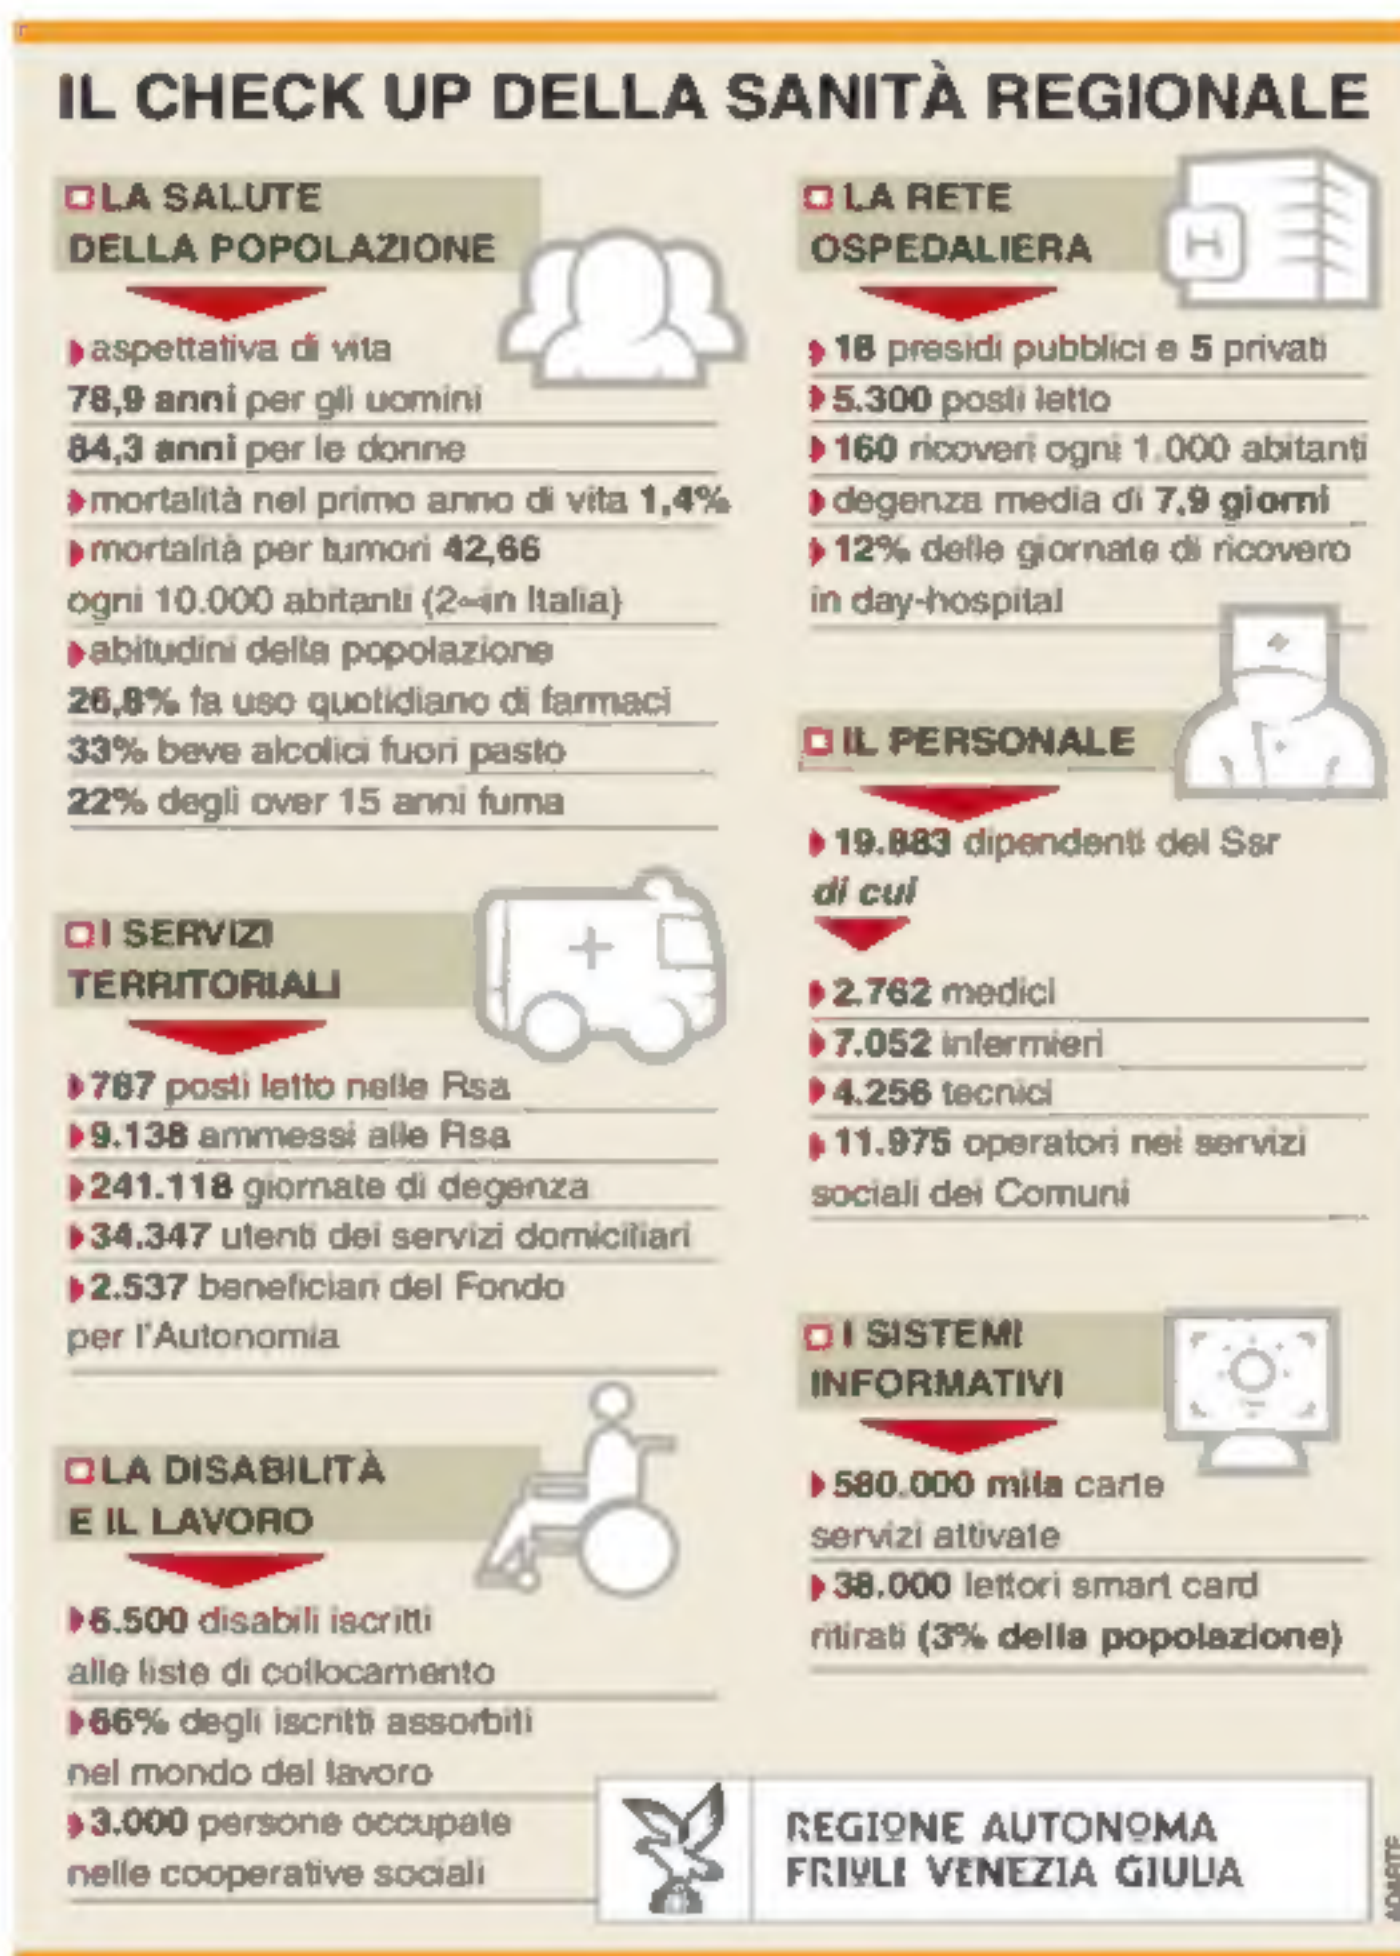 IL CHECK UP DELLA SANITÀ REGIONALE
LA SALUTE
DELLA POPOLAZIONE
aspettativa di vita
78,9 anni per gli uomini
84,3 anni per le donne
mortalità nel primo anno di vita 1,4%
mortalità per tumori 42,66
ogni 10.000 abitanti (2 in Italia)
abitudini della popolazione
26,8% fa uso quotidiano di farmaci
33% beve alcolici fuori pasto
22% degli over 15 anni fuma
I SERVIZI
TERRITORIALI
787 posti letto nelle Rsa
9.138 ammessi alle Rsa
241.118 giornate di degenza
34.347 utenti dei servizi domiciliari
2.537 beneficiari del Fondo
per l'Autonomia
LA DISABILITÀ
E IL LAVORO
6.500 disabili iscritti
alle liste di collocamento
66% degli iscritti assorbiti
nel mondo del lavoro
3.000 persone occupate
nelle cooperative sociali
LA RETE
OSPEDALIERA
H
18 presidi pubblici e 5 privati
5.300 posti letto
160 ricoveri ogni 1.000 abitanti
degenza media di 7,9 giorni
12% delle giornate di ricovero
in day-hospital
IL PERSONALE
19.883 dipendenti del Ssr
di cui
2.762 medici
7.052 infermieri
4.256 tecnici
11.975 operatori nei servizi
sociali dei Comuni
I SISTEMI
INFORMATIVI
580.000 mila carte
servizi attivate
38.000 lettori smart card
ritirati (3% della popolazione)
REGIONE AUTONOMA
FRIULI VENEZIA GIULIA